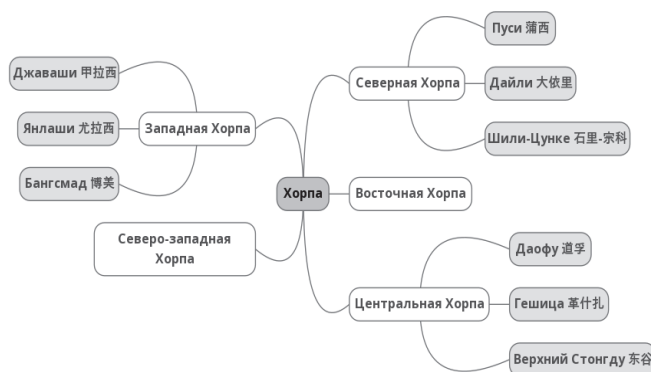 Джаваши 甲拉西
Янлаши 尤拉西
Бангсмад 博美
Западная Хорпа
Северо-западная
Хорпа
Хорпа
Северная Хорпа
Пуси 蒲西
Дайли 大依里
Шили-Цунке 石里-宗科
Восточная Хорпа
Центральная Хорпа
Даофу 道孚
Гешица 革什扎
Верхний Стонгду 东谷